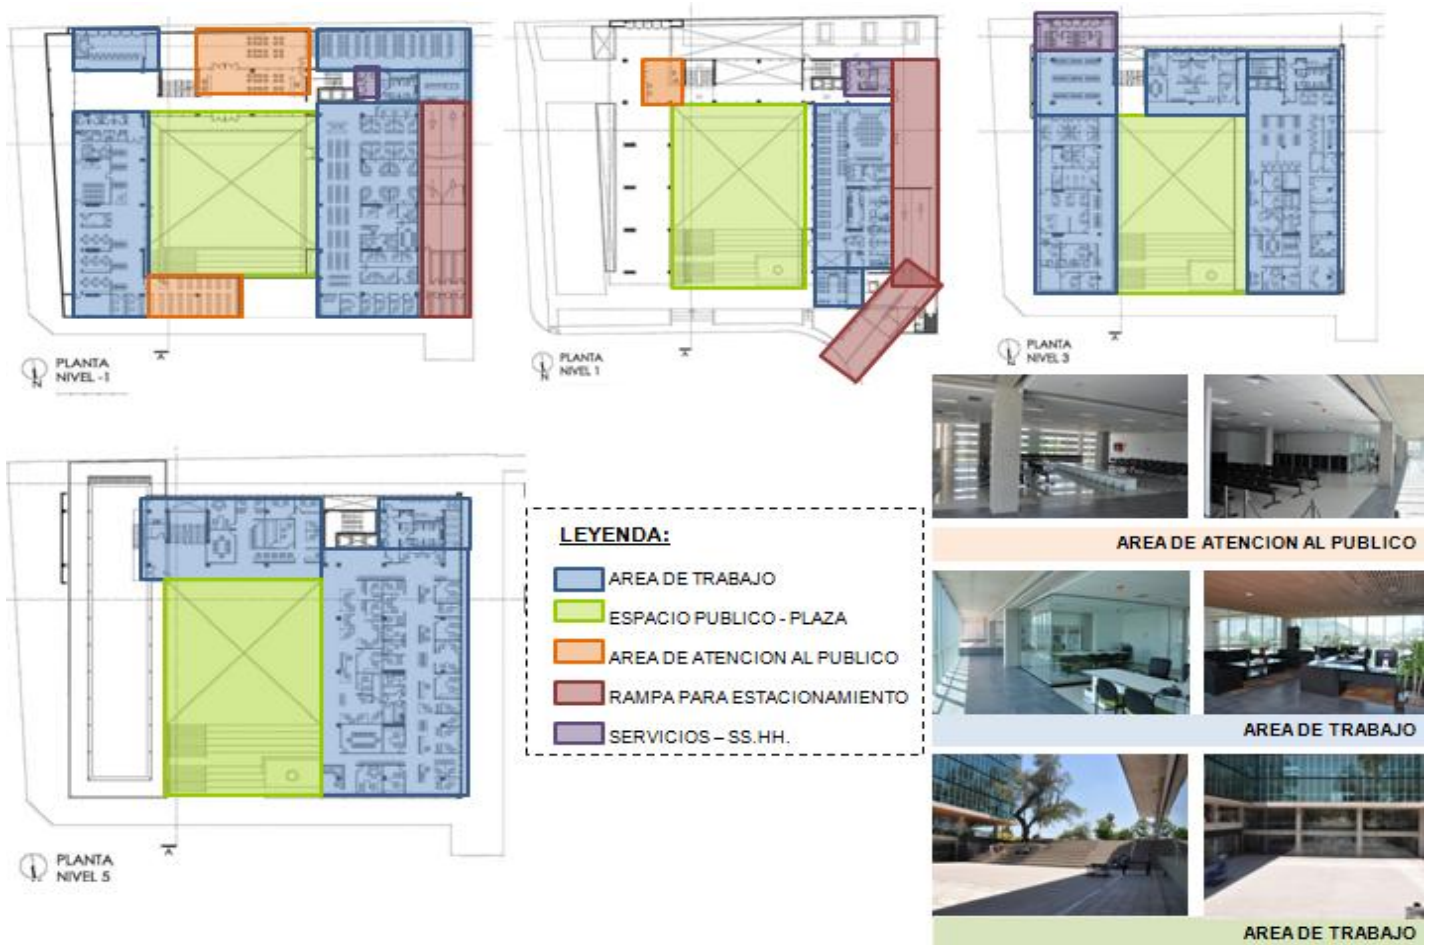 PLANTA
NIVEL -1
N
A
PLANTA
NIVEL 1
N
A
PLANTA
NIVEL 3
N
A
PLANTA
NIVEL 5
A
LEYENDA:
AREA DE TRABAJO
ESPACIO PUBLICO - PLAZA
AREA DE ATENCION AL PUBLICO
RAMPA PARA ESTACIONAMIENTO
SERVICIOS – SS.HH.
AREA DE ATENCION AL PUBLICO
AREA DE TRABAJO
AREA DE TRABAJO